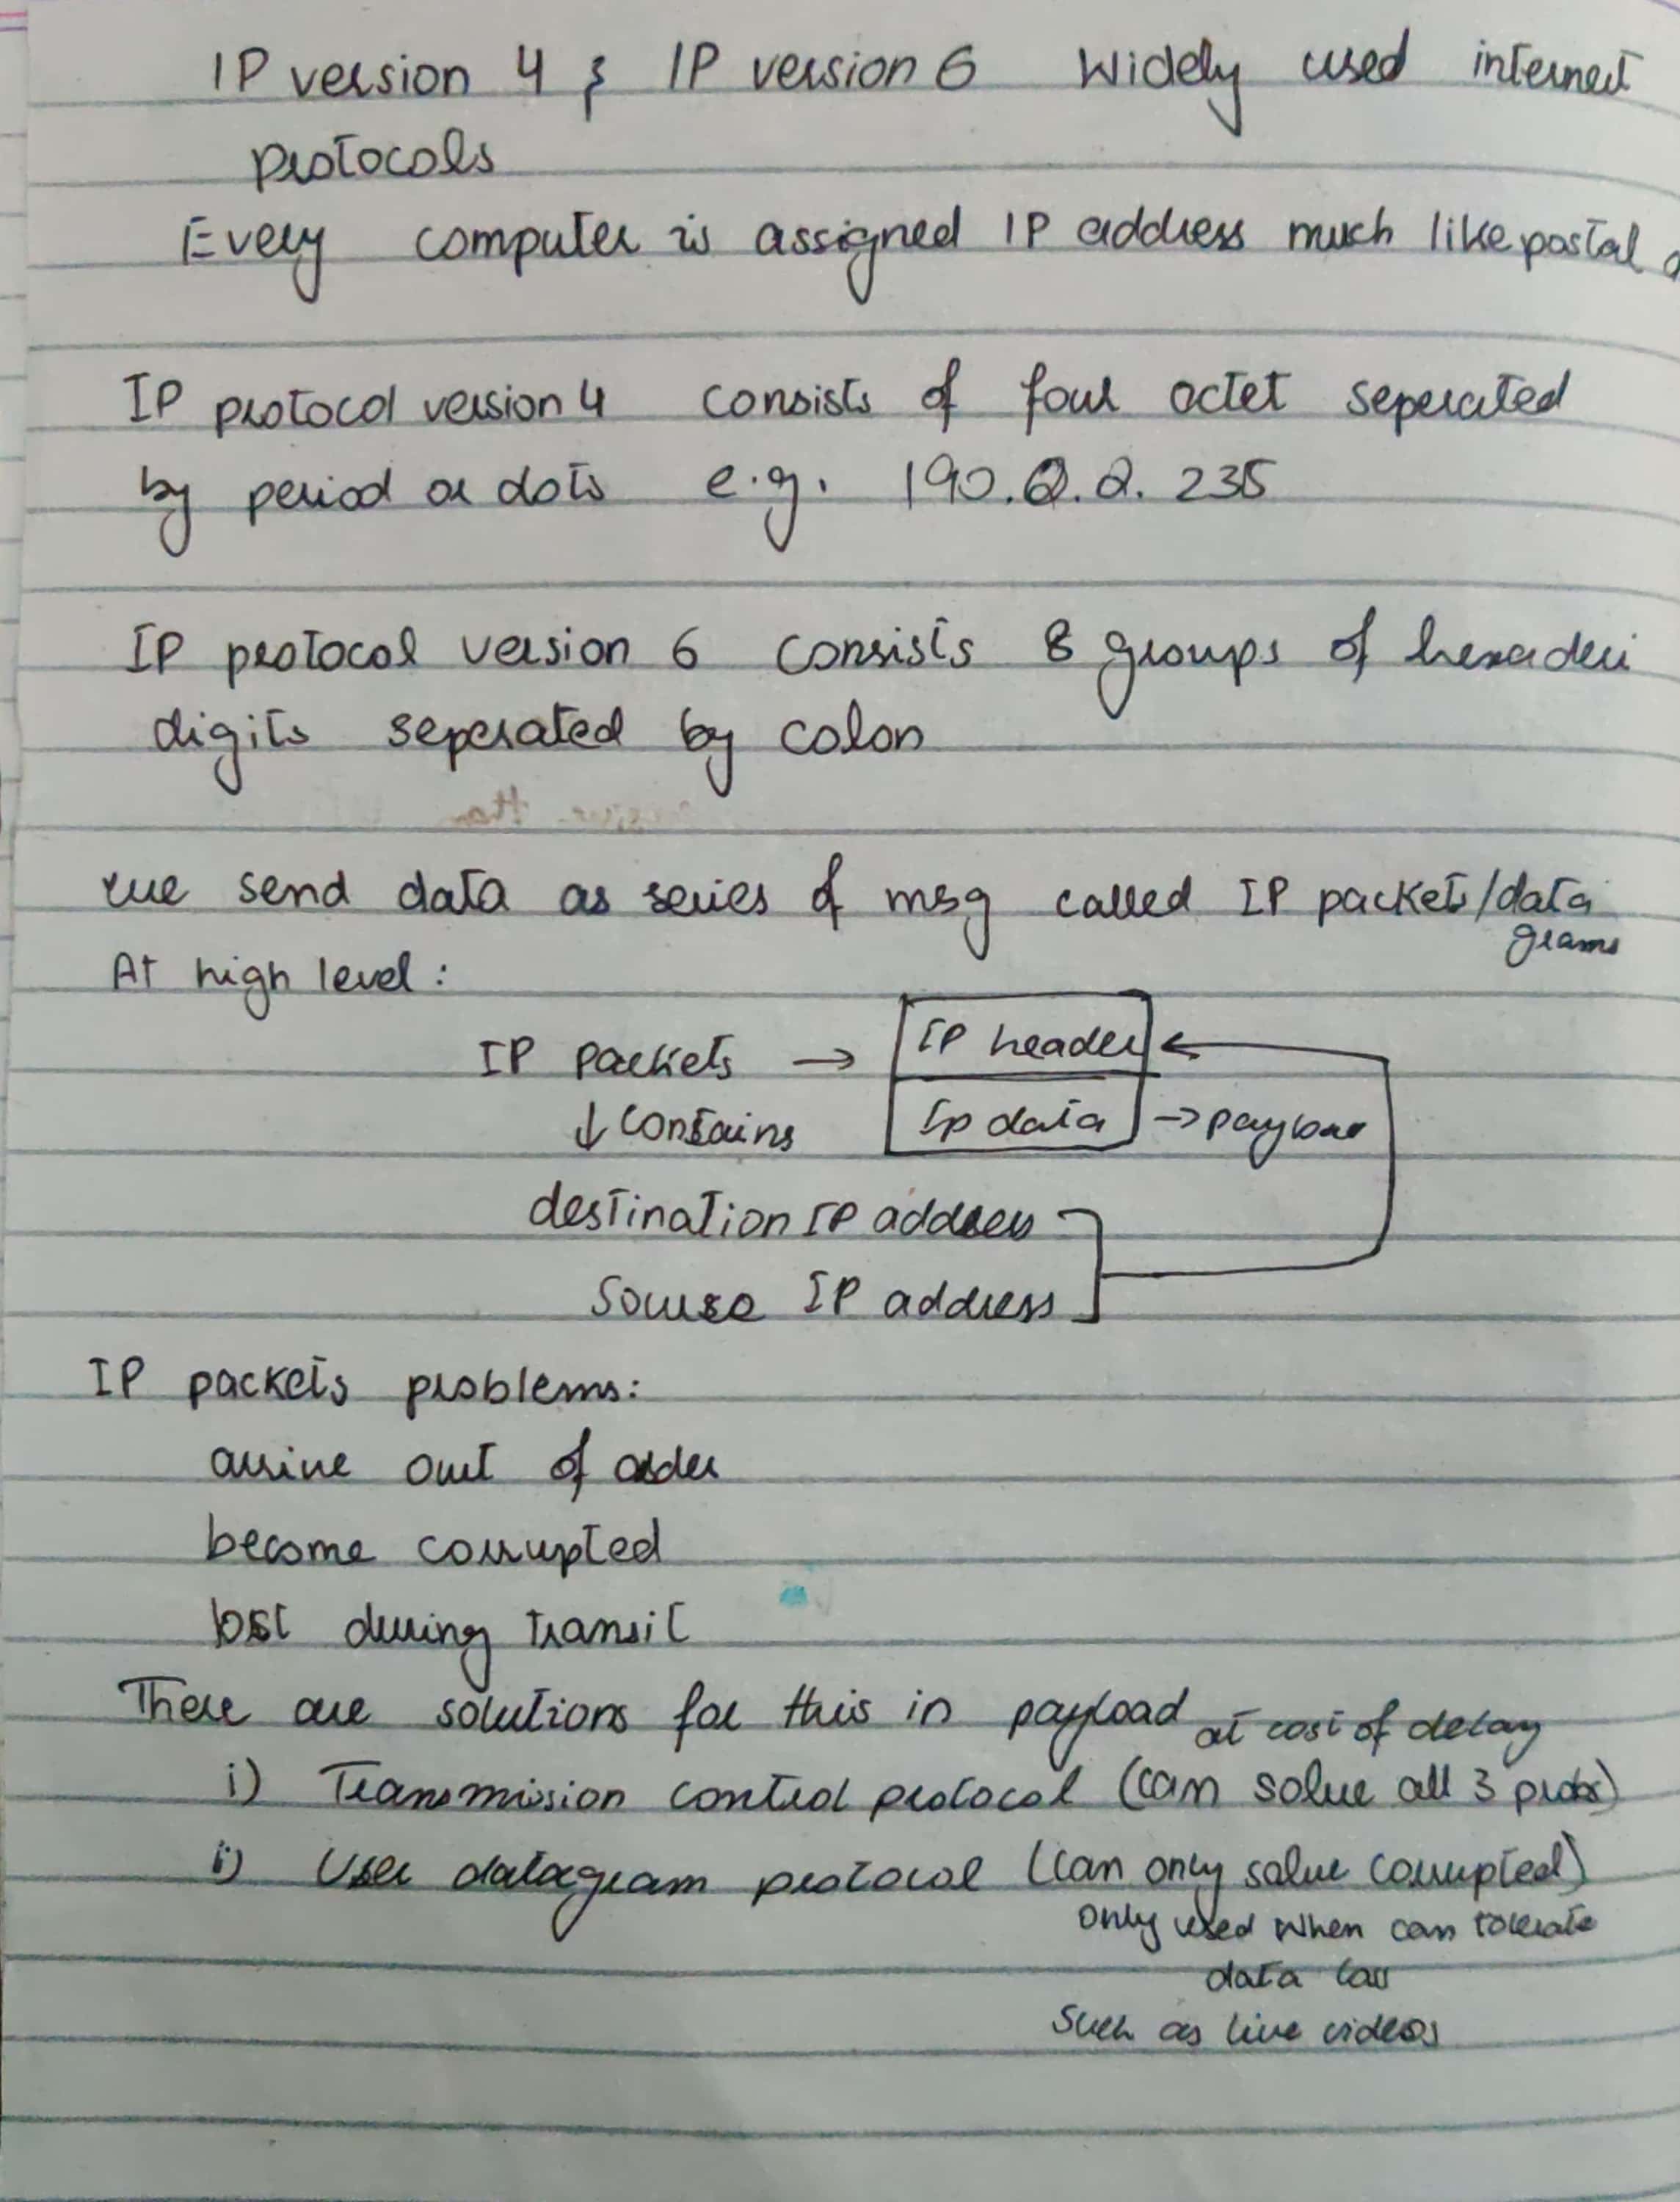 IP version 4 & IP version 6 Widely used internet
protocols
Every computer is assigned IP address much like postal
IP protocol version 4 consists of four octet seperated
by period or dots e.g. 190.2.2.235
IP protocol version 6 consists 8 groups of hexadeci
digits seperated by colon
we send data as series of msg called IP packets/data
grams
At high level:
IP packets → IP header
↓ contains Ip data → payload
destination IP address
Source IP address
IP packets problems:
arrive out of order
become corrupted
lost during transit
There are solutions for this in payload at cost of delay
i) Transmission control protocol (can solve all 3 probs)
ii) User datagram protocol (can only solve corrupted)
only used when can tolerate
data loss
Such as live videos